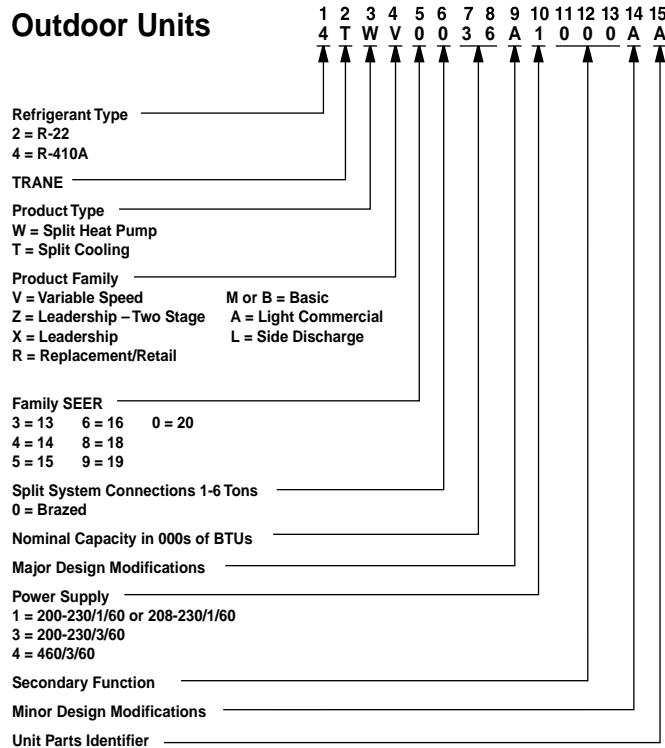 Outdoor Units
1 2 3 4 5 6 7 8 9 10 11 12 13 14 15
4 T W V 0 0 3 6 A 1 0 0 0 A A
Refrigerant Type
2 = R-22
4 = R-410A
TRANE
Product Type
W = Split Heat Pump
T = Split Cooling
Product Family
V = Variable Speed M or B = Basic
Z = Leadership – Two Stage A = Light Commercial
X = Leadership L = Side Discharge
R = Replacement/Retail
Family SEER
3 = 13 6 = 16 0 = 20
4 = 14 8 = 18
5 = 15 9 = 19
Split System Connections 1-6 Tons
0 = Brazed
Nominal Capacity in 000s of BTUs
Major Design Modifications
Power Supply
1 = 200-230/1/60 or 208-230/1/60
3 = 200-230/3/60
4 = 460/3/60
Secondary Function
Minor Design Modifications
Unit Parts Identifier